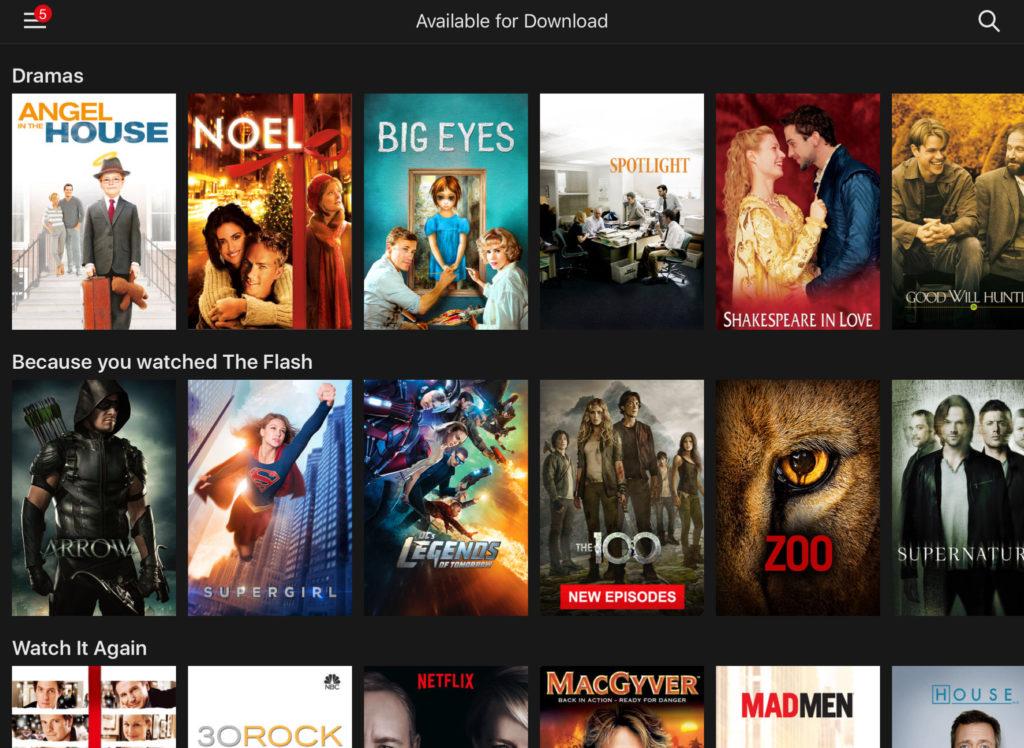 5
Available for Download
Dramas
ANGEL
IN THE HOUSE
NOEL
BIG EYES
SPOTLIGHT
SHAKESPEARE IN LOVE
GOOD WILL HUNTI
Because you watched The Flash
ARROW
SUPERGIRL
DC's
LEGENDS
OF TOMORROW
THE 100
NEW EPISODES
ZOO
SUPERNATUR
Watch It Again
NBC
30ROCK
NETFLIX
MACGYVER
BACK IN ACTION - READY FOR DANGER
MADMEN
HOUSE